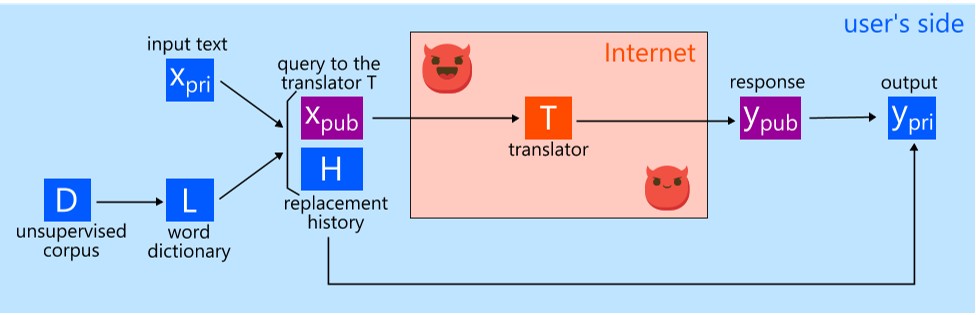 user's side
input text
x_pri
query to the
translator T
x_pub
H
replacement
history
D
unsupervised
corpus
L
word
dictionary
Internet
T
translator
response
y_pub
output
y_pri